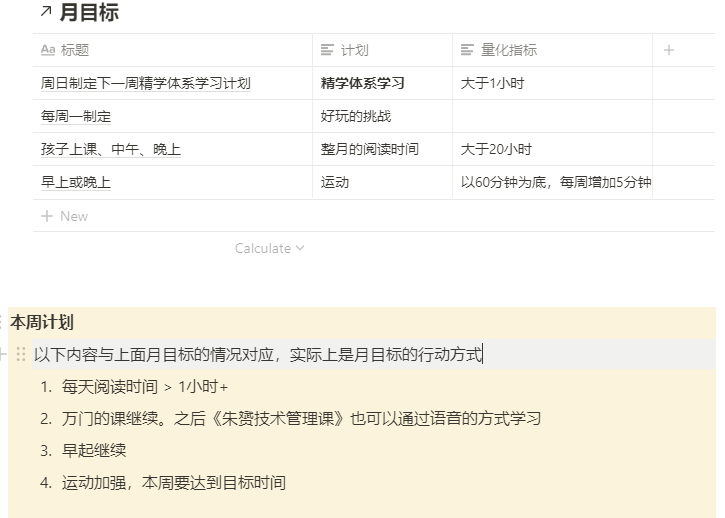 月目标
Aa 标题 计划 量化指标
周日制定下一周精学体系学习计划 精学体系学习 大于1小时
每周一制定 好玩的挑战
孩子上课、中午、晚上 整月的阅读时间 大于20小时
早上或晚上 运动 以60分钟为底，每周增加5分钟
+ New
Calculate
本周计划
以下内容与上面月目标的情况对应，实际上是月目标的行动方式
1. 每天阅读时间 > 1小时+
2. 万门的课继续。之后《朱赟技术管理课》也可以通过语音的方式学习
3. 早起继续
4. 运动加强，本周要达到目标时间